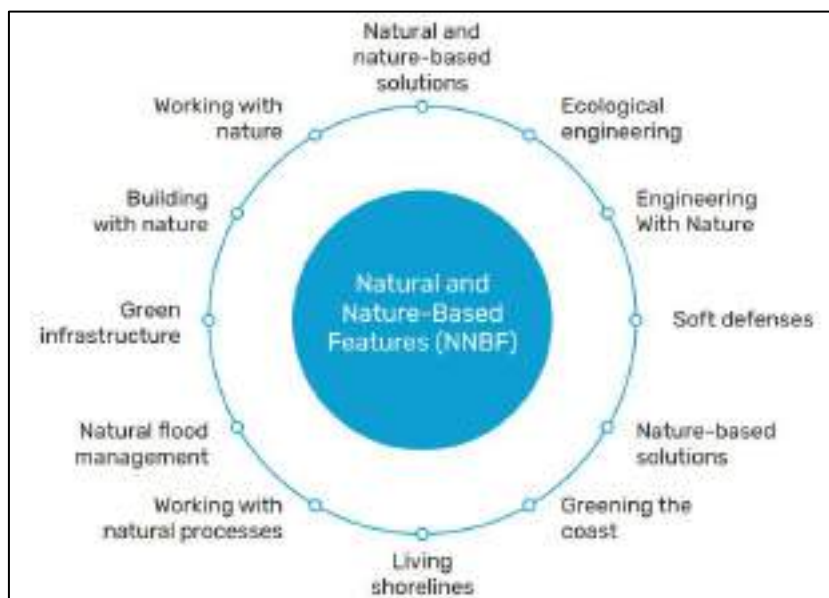 Natural and
nature-based
solutions
Ecological
engineering
Engineering
With Nature
Soft defenses
Nature-based
solutions
Greening the
coast
Living
shorelines
Working with
natural processes
Natural flood
management
Green
infrastructure
Building
with nature
Working with
nature
Natural and
Nature-Based
Features (NNBF)